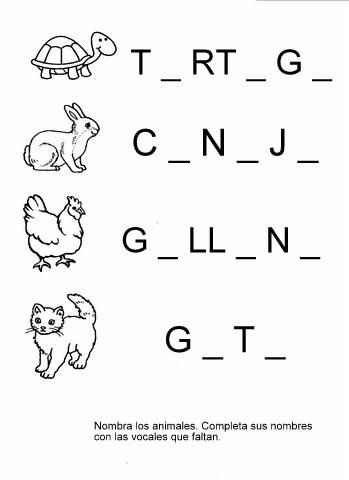 T _ RT _ G _
C _ N _ J _
G _ LL _ N _
G _ T _
Nombra los animales. Completa sus nombres
con las vocales que faltan.